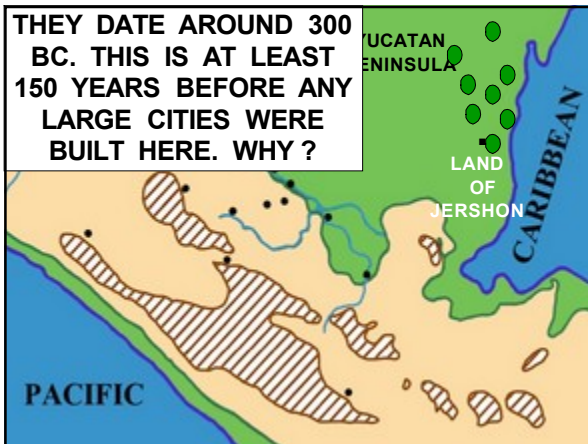 THEY DATE AROUND 300
BC. THIS IS AT LEAST
150 YEARS BEFORE ANY
LARGE CITIES WERE
BUILT HERE. WHY ?
YUCATAN
PENINSULA
LAND
OF
JERSHON
CARIBBEAN
PACIFIC